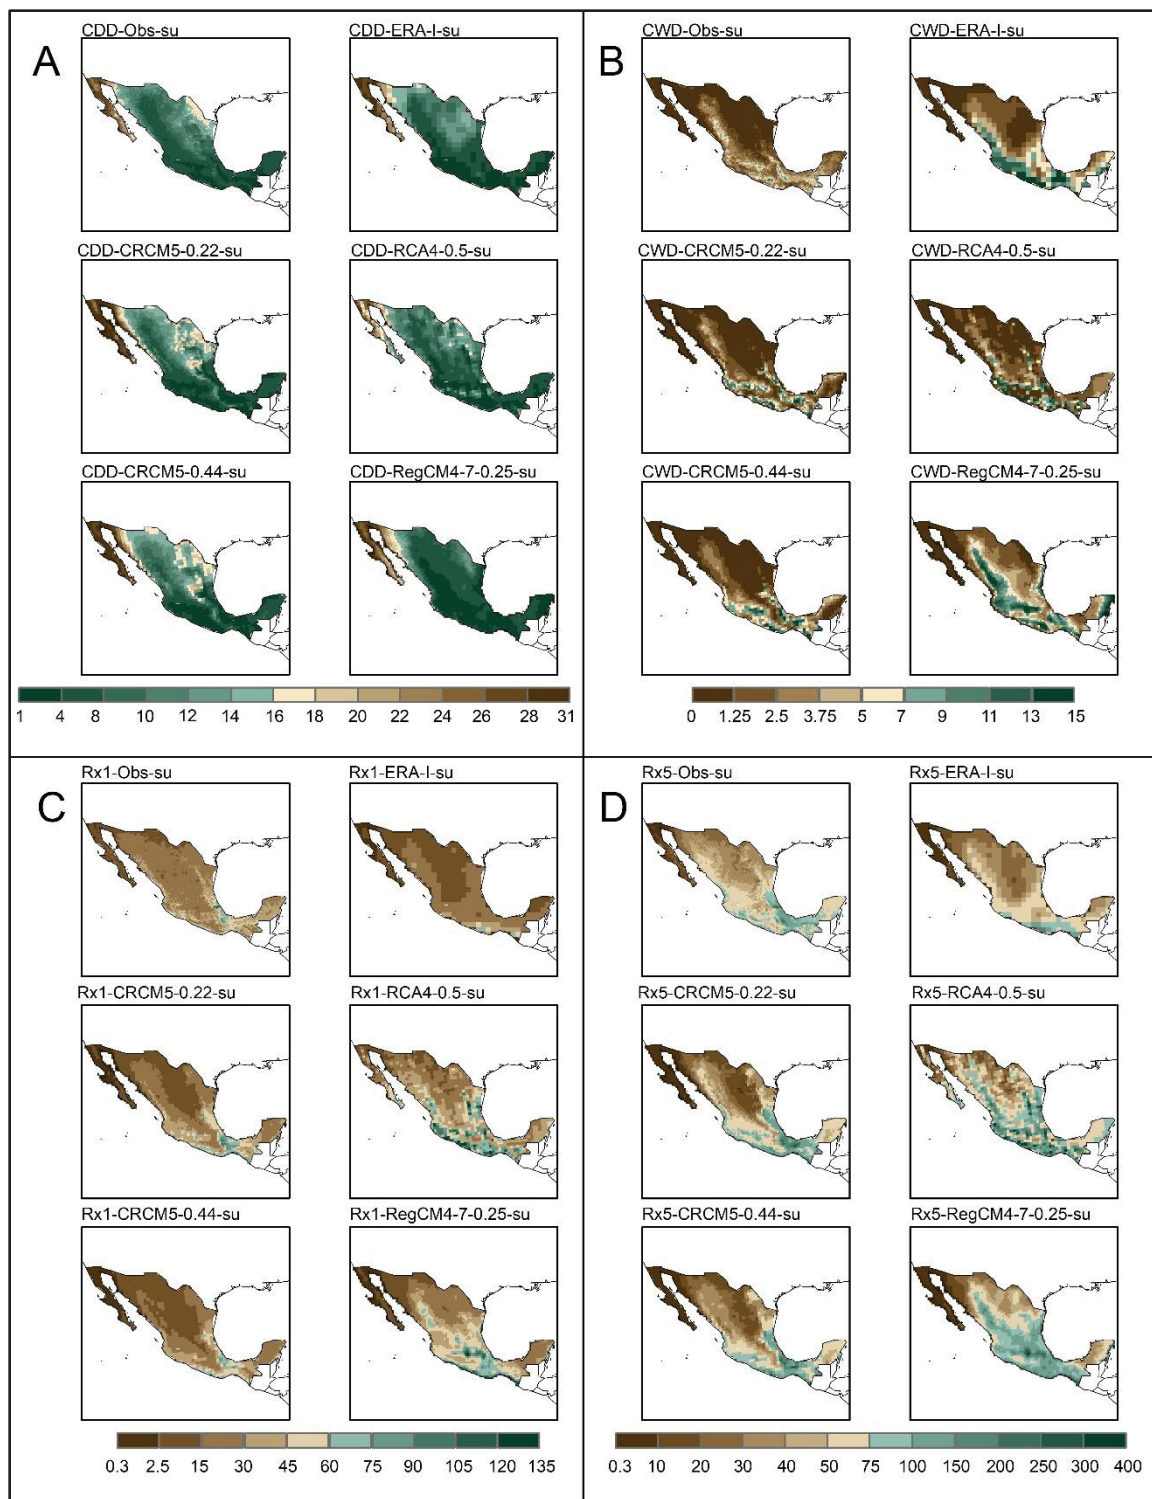 A
CDD-Obs-su
CDD-ERA-I-su
CDD-CRCM5-0.22-su
CDD-RCA4-0.5-su
CDD-CRCM5-0.44-su
CDD-RegCM4-7-0.25-su
1 4 8 10 12 14 16 18 20 22 24 26 28 31
B
CWD-Obs-su
CWD-ERA-I-su
CWD-CRCM5-0.22-su
CWD-RCA4-0.5-su
CWD-CRCM5-0.44-su
CWD-RegCM4-7-0.25-su
0 1.25 2.5 3.75 5 7 9 11 13 15
C
Rx1-Obs-su
Rx1-ERA-I-su
Rx1-CRCM5-0.22-su
Rx1-RCA4-0.5-su
Rx1-CRCM5-0.44-su
Rx1-RegCM4-7-0.25-su
0.3 2.5 15 30 45 60 75 90 105 120 135
D
Rx5-Obs-su
Rx5-ERA-I-su
Rx5-CRCM5-0.22-su
Rx5-RCA4-0.5-su
Rx5-CRCM5-0.44-su
Rx5-RegCM4-7-0.25-su
0.3 10 20 30 40 50 75 100 150 200 250 300 400